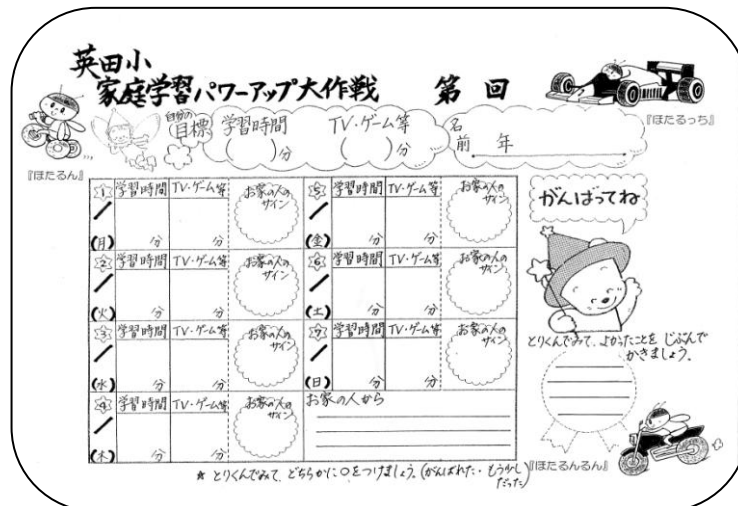 英田小
家庭学習パワーアップ大作戦 第 回
『ほたるん』
『ほたるっち』
自分の目標 学習時間 TV・ゲーム等
( )分 ( )分
名前 年
1 学習時間 TV・ゲーム等 お家の人のサイン
/ (月) 分 分
5 学習時間 TV・ゲーム等 お家の人のサイン
/ (金) 分 分
2 学習時間 TV・ゲーム等 お家の人のサイン
/ (火) 分 分
6 学習時間 TV・ゲーム等 お家の人のサイン
/ (土) 分 分
3 学習時間 TV・ゲーム等 お家の人のサイン
/ (水) 分 分
7 学習時間 TV・ゲーム等 お家の人のサイン
/ (日) 分 分
4 学習時間 TV・ゲーム等 お家の人のサイン
/ (木) 分 分
お家の人から
がんばってね
とりくんでみて、よかったことを じぶんで
かきましょう。
『ほたるんるん』
★ とりくんでみて、どちらかに○をつけましょう。(がんばれた・もう少しだった)